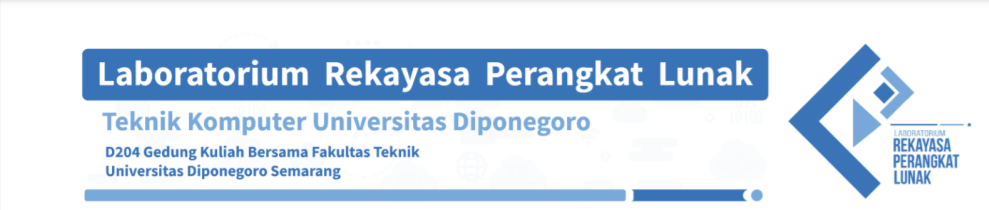 Laboratorium Rekayasa Perangkat Lunak
Teknik Komputer Universitas Diponegoro
D204 Gedung Kuliah Bersama Fakultas Teknik
Universitas Diponegoro Semarang
LABORATORIUM
REKAYASA
PERANGKAT
LUNAK